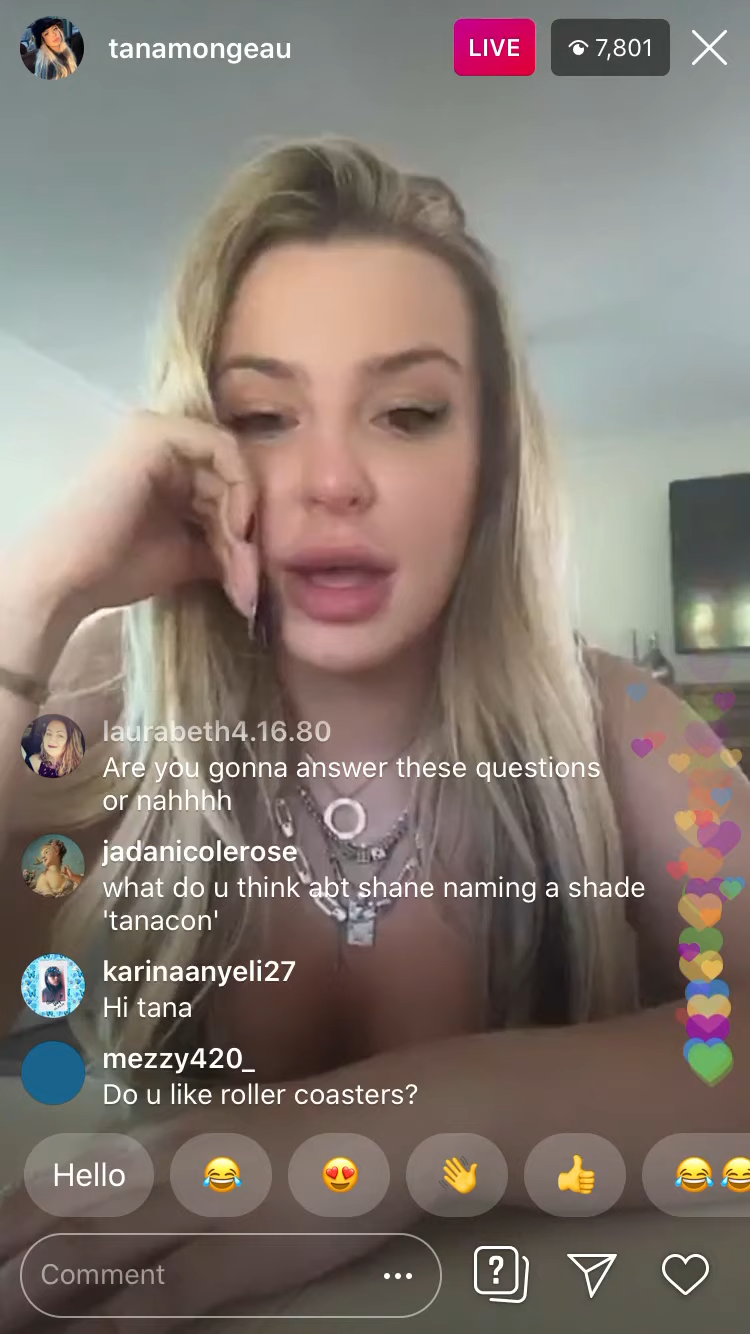 tanamongeau
LIVE
7,801
laurabeth4.16.80
Are you gonna answer these questions
or nahhhh
jadanicolerose
what do u think abt shane naming a shade
'tanacon'
karinaanyeli27
Hi tana
mezzy420_
Do u like roller coasters?
Hello 😂 😍 👋 👍 😂😂
Comment ... ?